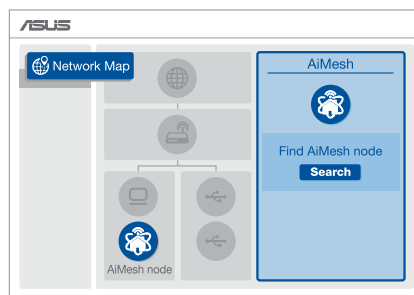 ASUS
Network Map
AiMesh
Find AiMesh node
Search
AiMesh node